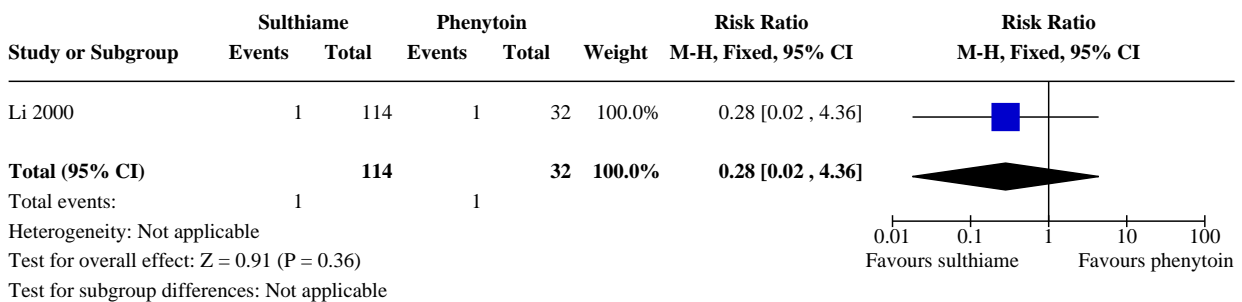 Sulthiame Phenytoin Risk Ratio Risk Ratio
Study or Subgroup Events Total Events Total Weight M-H, Fixed, 95% CI M-H, Fixed, 95% CI
Li 2000 1 114 1 32 100.0% 0.28 [0.02 , 4.36]
Total (95% CI) 114 32 100.0% 0.28 [0.02 , 4.36]
Total events: 1 1
Heterogeneity: Not applicable
0.01 0.1 1 10 100
Test for overall effect: Z = 0.91 (P = 0.36)
Favours sulthiame Favours phenytoin
Test for subgroup differences: Not applicable